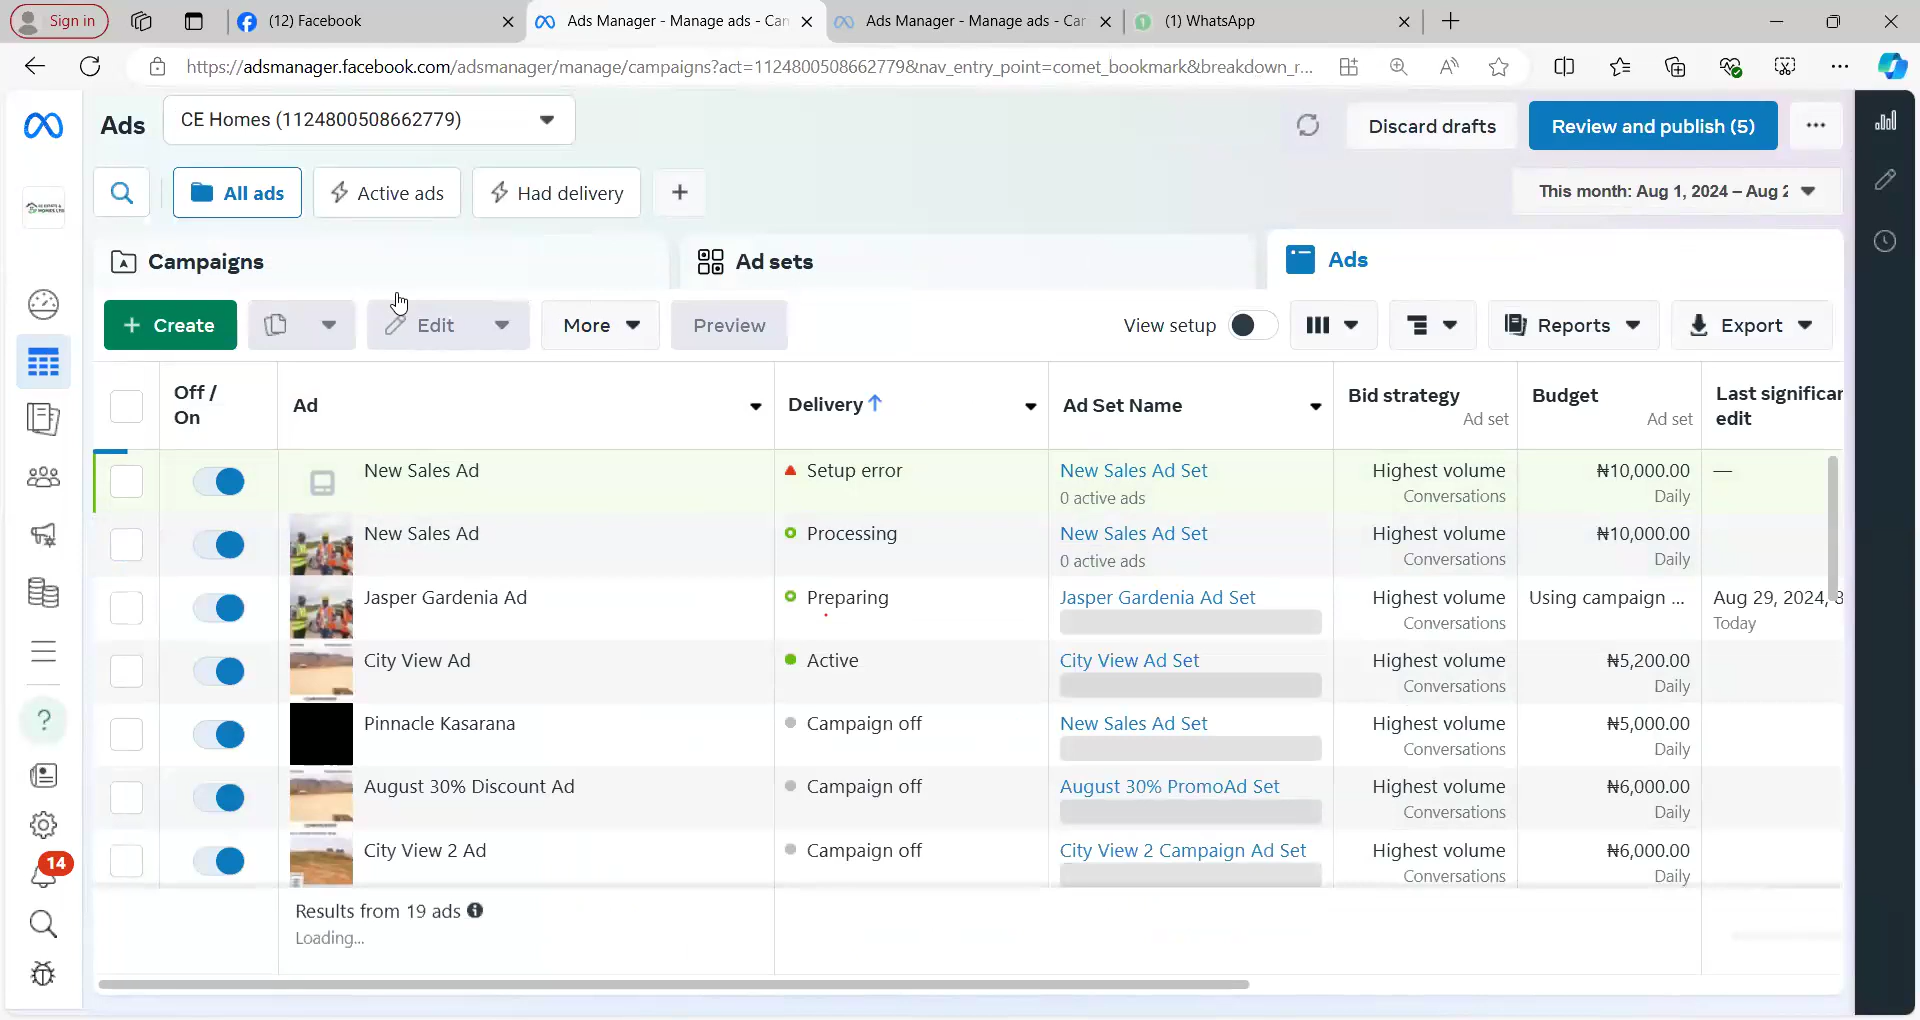 Sign in
(12) Facebook
Ads Manager - Manage ads - Can
Ads Manager - Manage ads - Car
1
(1) WhatsApp
https://adsmanager.facebook.com/adsmanager/manage/campaigns?act=1124800508662779&nav_entry_point=comet_bookmark&breakdown_r...
Ads
CE Homes (1124800508662779)
Discard drafts
Review and publish (5)
All ads
Active ads
Had delivery
This month: Aug 1, 2024 – Aug 2
Campaigns
Ad sets
Ads
+ Create
Edit
More
Preview
View setup
Reports
Export
Off / On
Ad
Delivery ↑
Ad Set Name
Bid strategy
Ad set
Budget
Ad set
Last significan
edit
New Sales Ad
Setup error
New Sales Ad Set
0 active ads
Highest volume
Conversations
₦10,000.00
Daily
—
New Sales Ad
Processing
New Sales Ad Set
0 active ads
Highest volume
Conversations
₦10,000.00
Daily
Jasper Gardenia Ad
Preparing
Jasper Gardenia Ad Set
Highest volume
Conversations
Using campaign ...
Aug 29, 2024, 8
Today
City View Ad
Active
City View Ad Set
Highest volume
Conversations
₦5,200.00
Daily
Pinnacle Kasarana
Campaign off
New Sales Ad Set
Highest volume
Conversations
₦5,000.00
Daily
August 30% Discount Ad
Campaign off
August 30% PromoAd Set
Highest volume
Conversations
₦6,000.00
Daily
City View 2 Ad
Campaign off
City View 2 Campaign Ad Set
Highest volume
Conversations
₦6,000.00
Daily
14
Results from 19 ads
Loading...